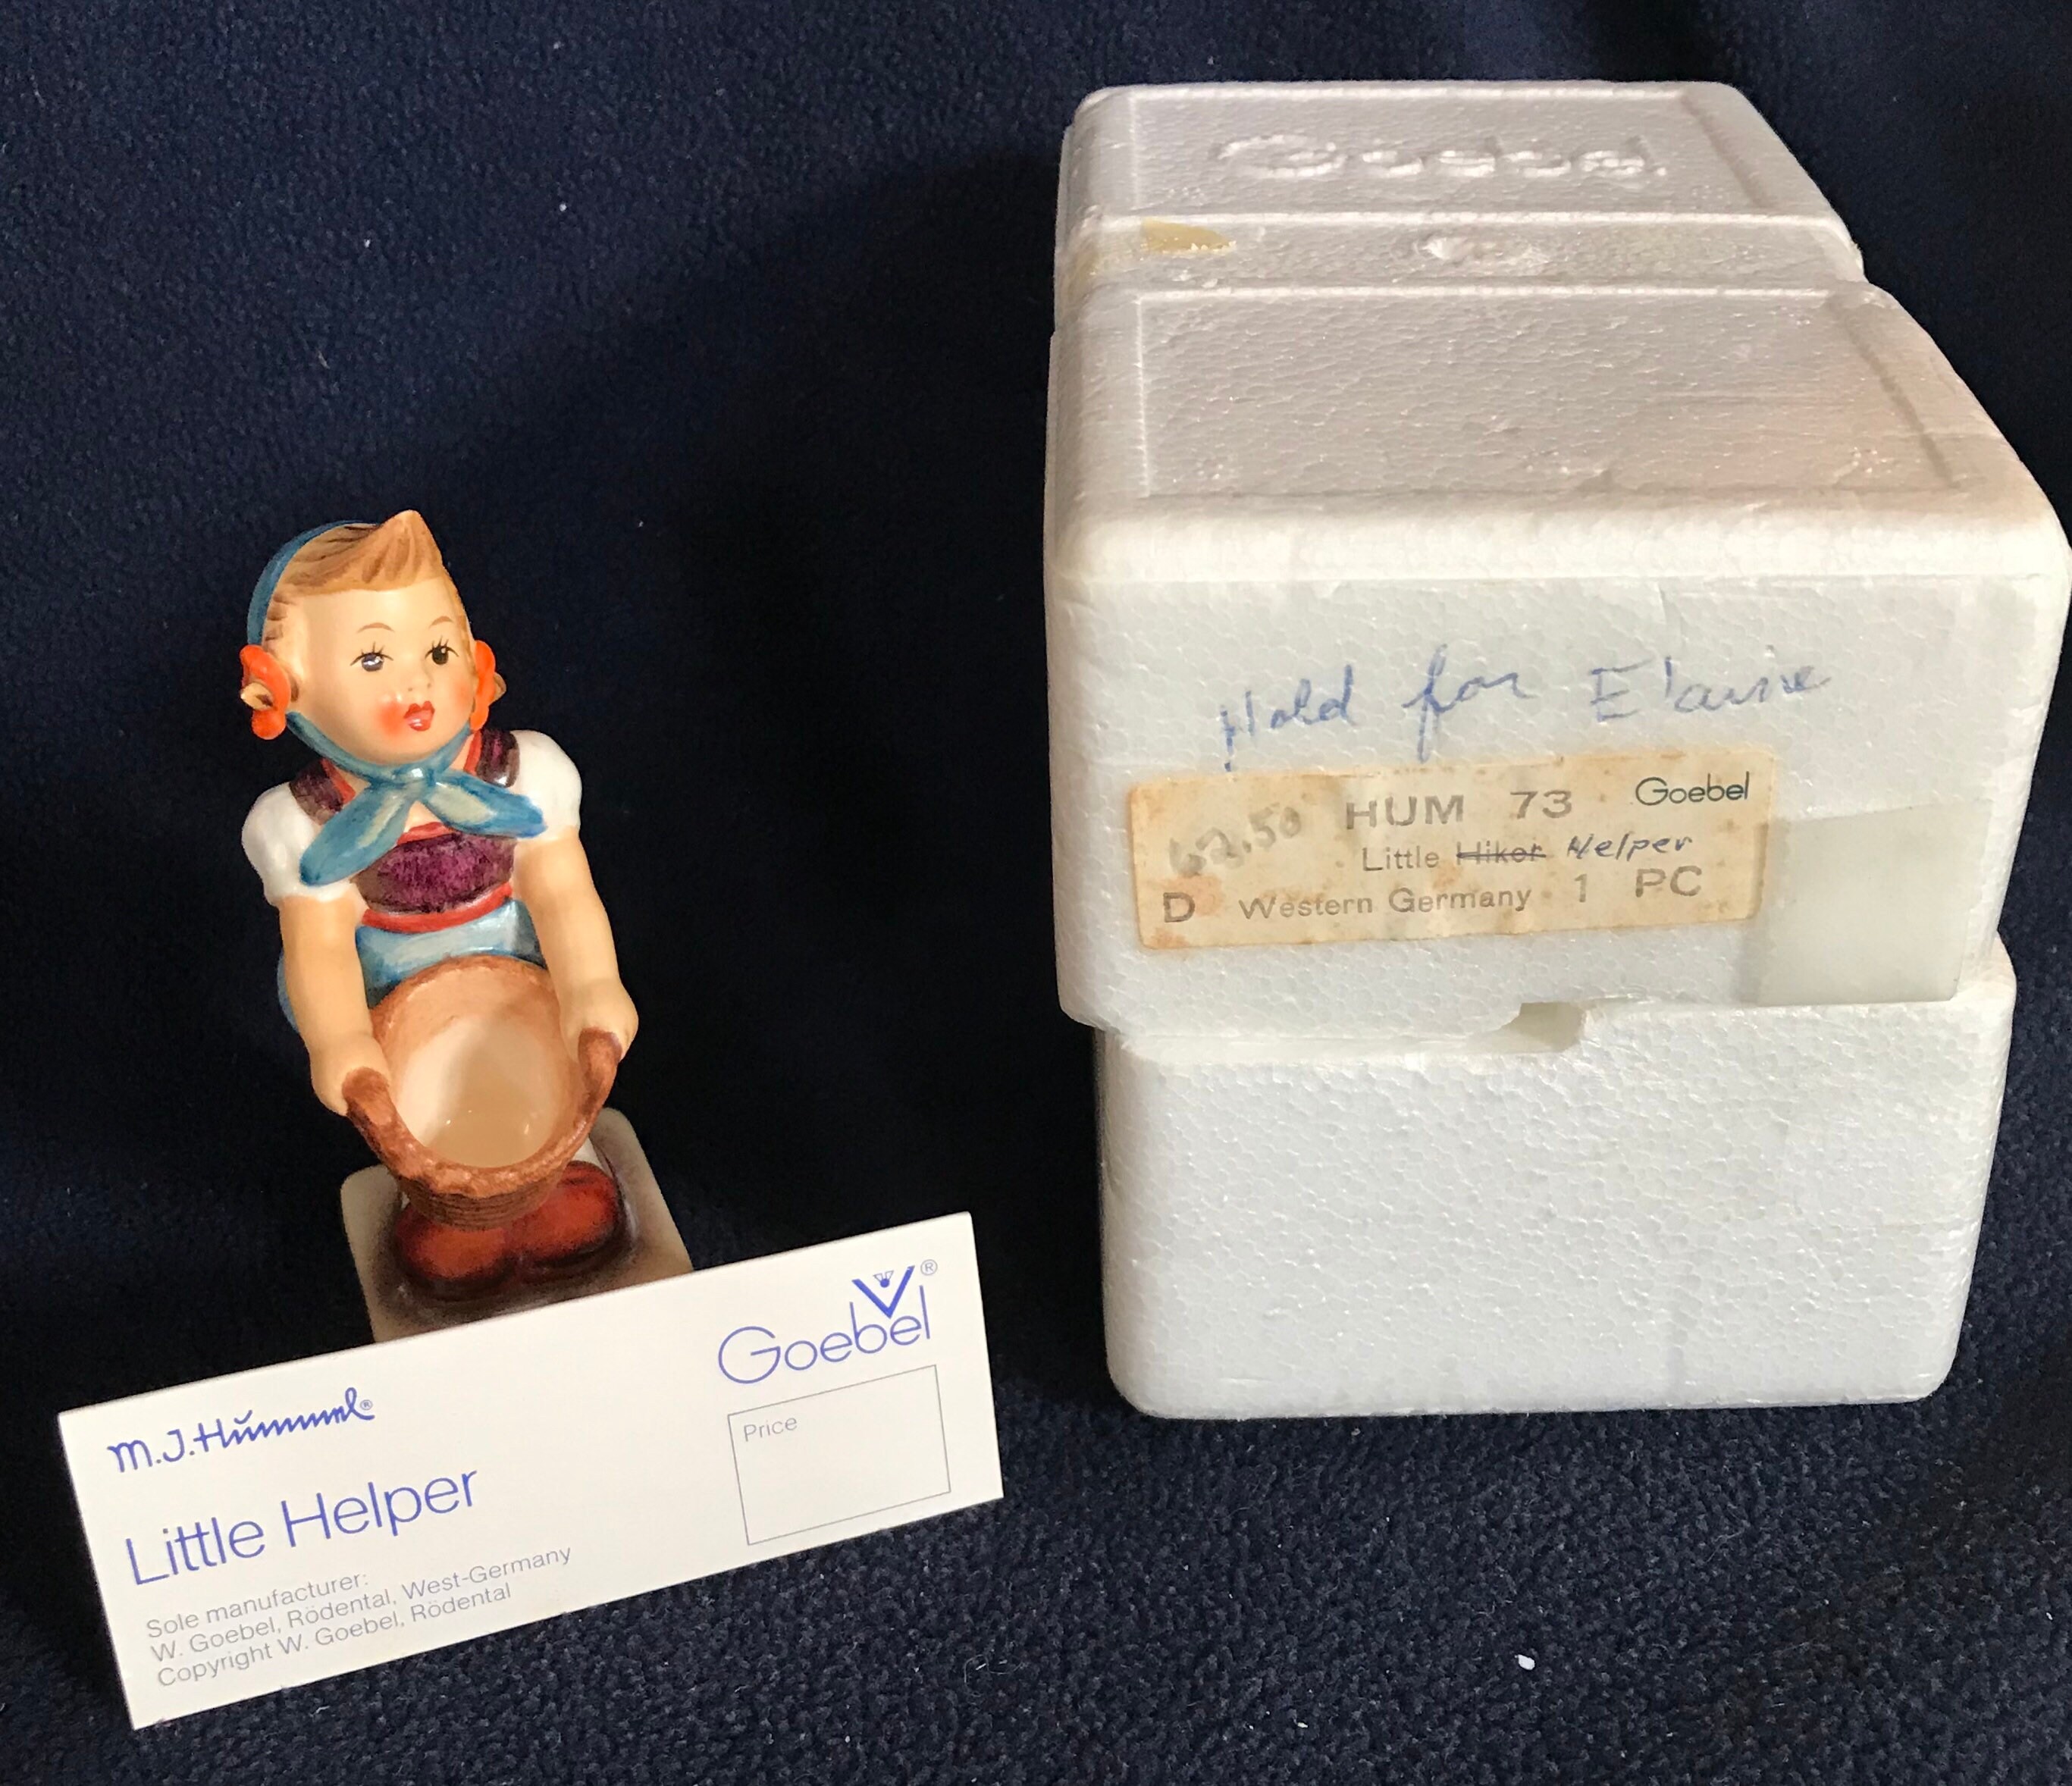 Goebel
Hold for Elaine
62.50 HUM 73 Goebel
Little Hiker Helper
D Western Germany 1 PC
Goebel®
M.J.Hummel®
Price
Little Helper
Sole manufacturer:
W. Goebel, Rödental, West-Germany
Copyright W. Goebel, Rödental